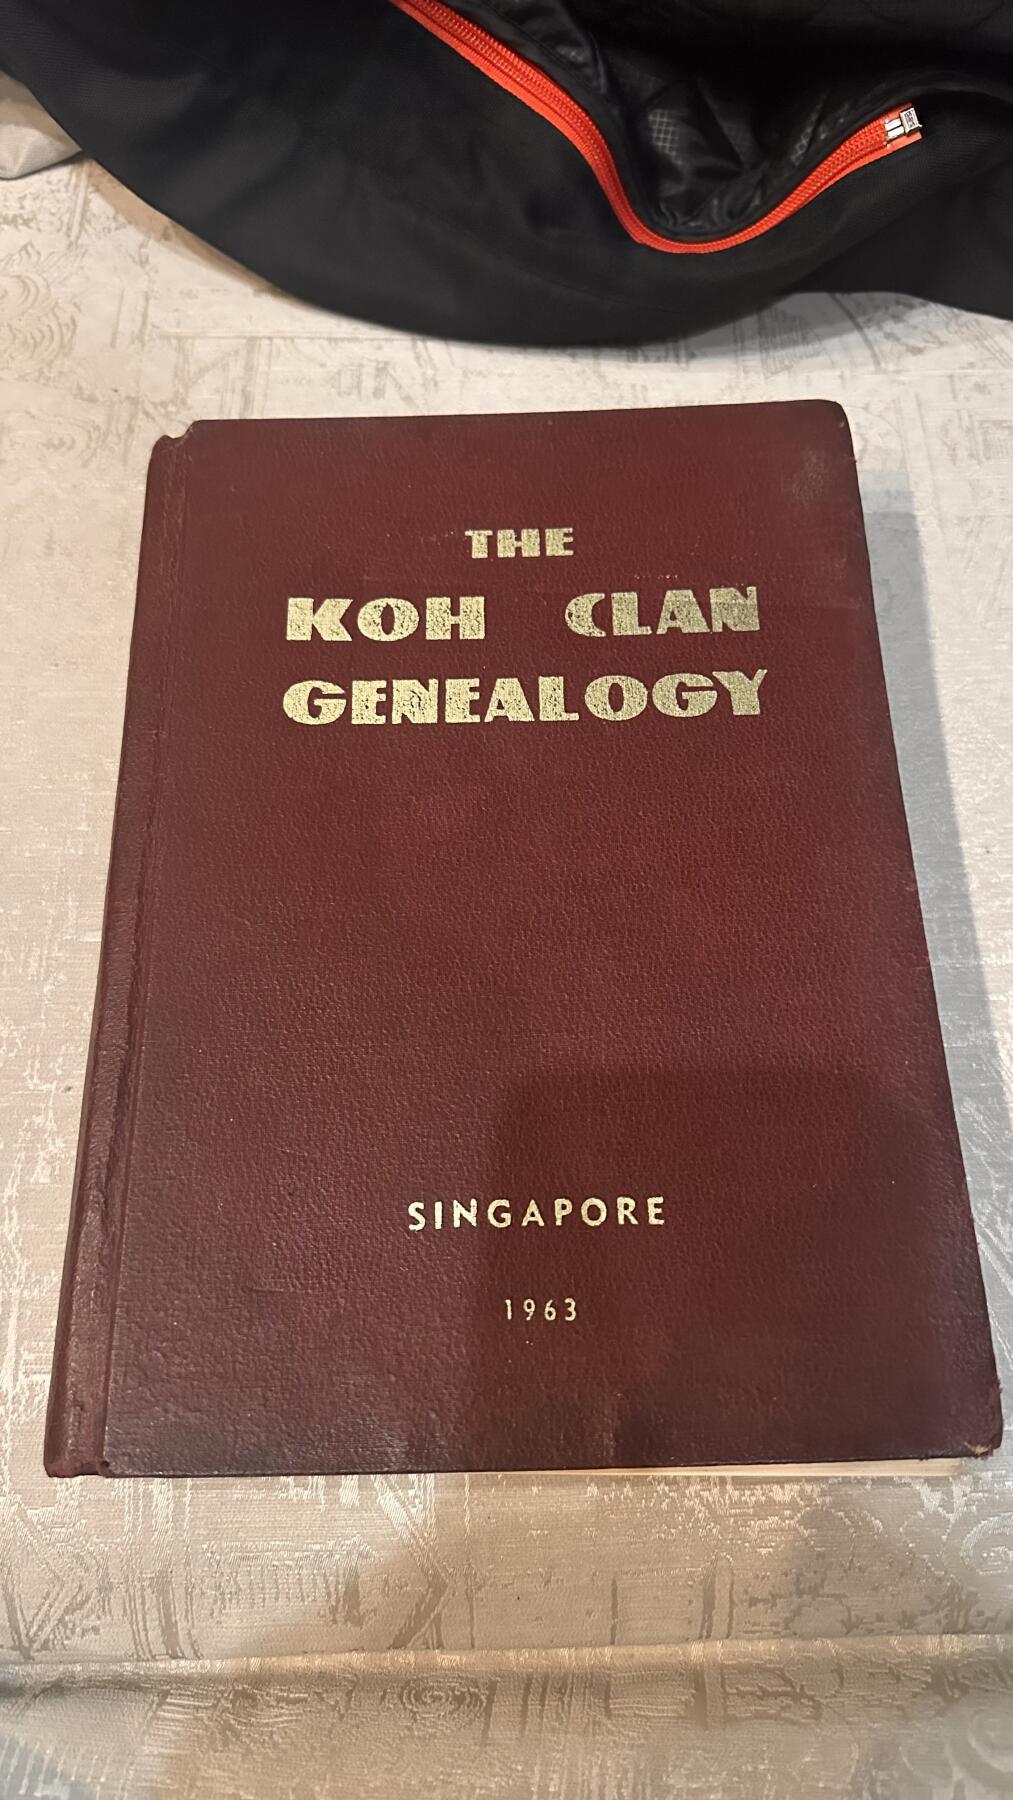 THE
KOH CLAN
GENEALOGY
SINGAPORE
1963